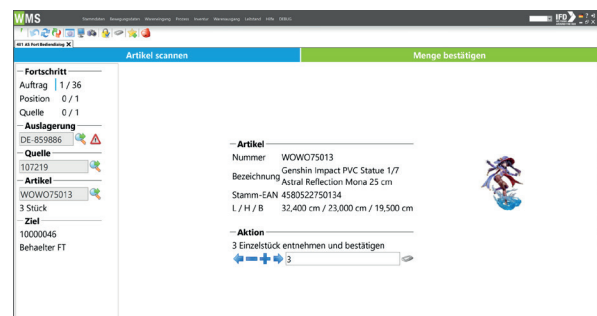 WMS
Stammdaten Bewegungsdaten Wareneingang Prozess Inventur Warenausgang Leitstand Hilfe DEBUG
IFD
Artikel scannen
Menge bestätigen
Fortschritt
Auftrag 1 / 36
Position 0 / 1
Quelle 0 / 1
Auslagerung
DE-859886
Quelle
107219
Artikel
WOWO75013
3 Stück
Ziel
10000046
Behaelter FT
Artikel
Nummer WOWO75013
Bezeichnung Genshin Impact PVC Statue 1/7
Astral Reflection Mona 25 cm
Stamm-EAN 4580522750134
L / H / B 32,400 cm / 23,000 cm / 19,500 cm
Aktion
3 Einzelstück entnehmen und bestätigen
3